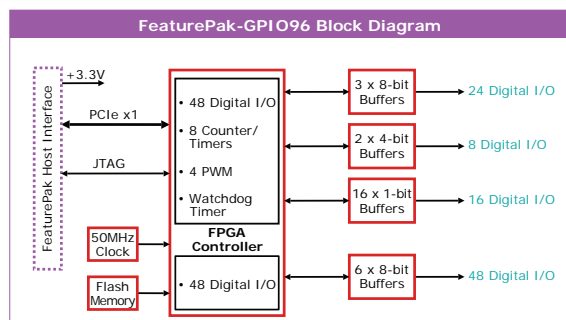 FeaturePak-GPIO96 Block Diagram
FeaturePak Host Interface
+3.3V
PCIe x1
JTAG
50MHz
Clock
Flash
Memory
• 48 Digital I/O
• 8 Counter/
Timers
• 4 PWM
• Watchdog
Timer
FPGA
Controller
• 48 Digital I/O
3 x 8-bit
Buffers
24 Digital I/O
2 x 4-bit
Buffers
8 Digital I/O
16 x 1-bit
Buffers
16 Digital I/O
6 x 8-bit
Buffers
48 Digital I/O